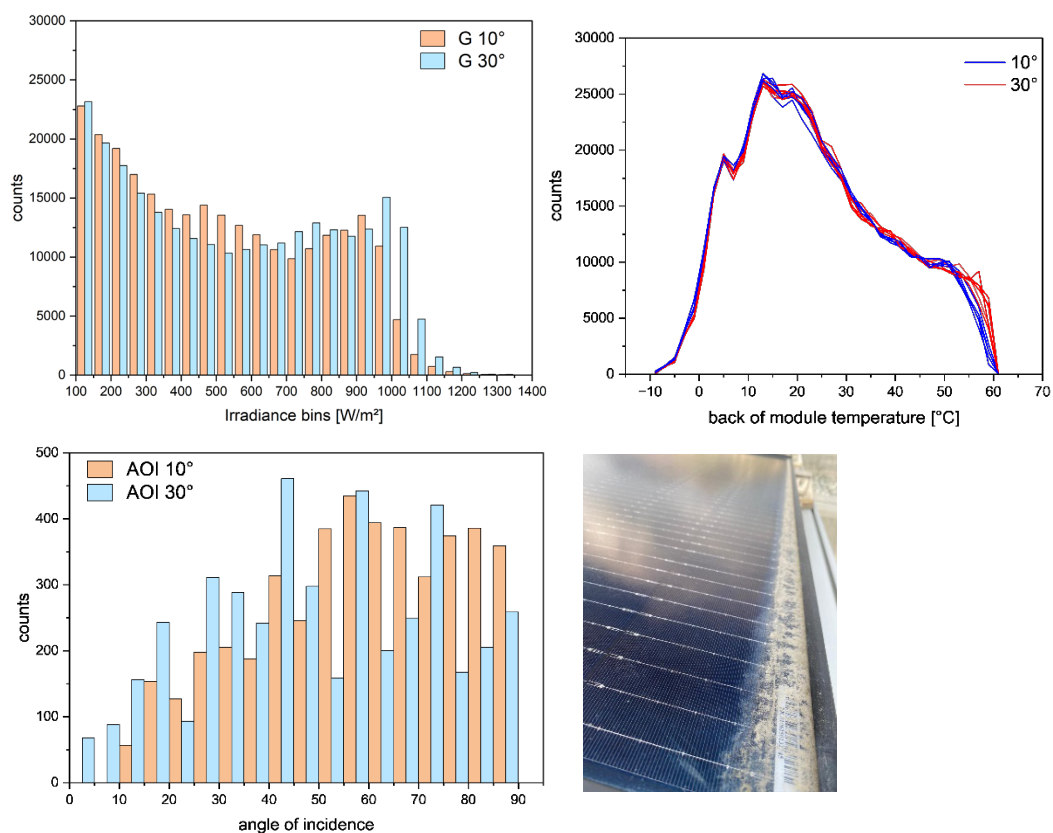 30000
25000
20000
15000
10000
5000
0
counts
G 10°
G 30°
100 200 300 400 500 600 700 800 900 1000 1100 1200 1300 1400
Irradiance bins [W/m²]
30000
25000
20000
15000
10000
5000
0
counts
10°
30°
−10 0 10 20 30 40 50 60 70
back of module temperature [°C]
500
400
300
200
100
0
counts
AOI 10°
AOI 30°
0 10 20 30 40 50 60 70 80 90
angle of incidence